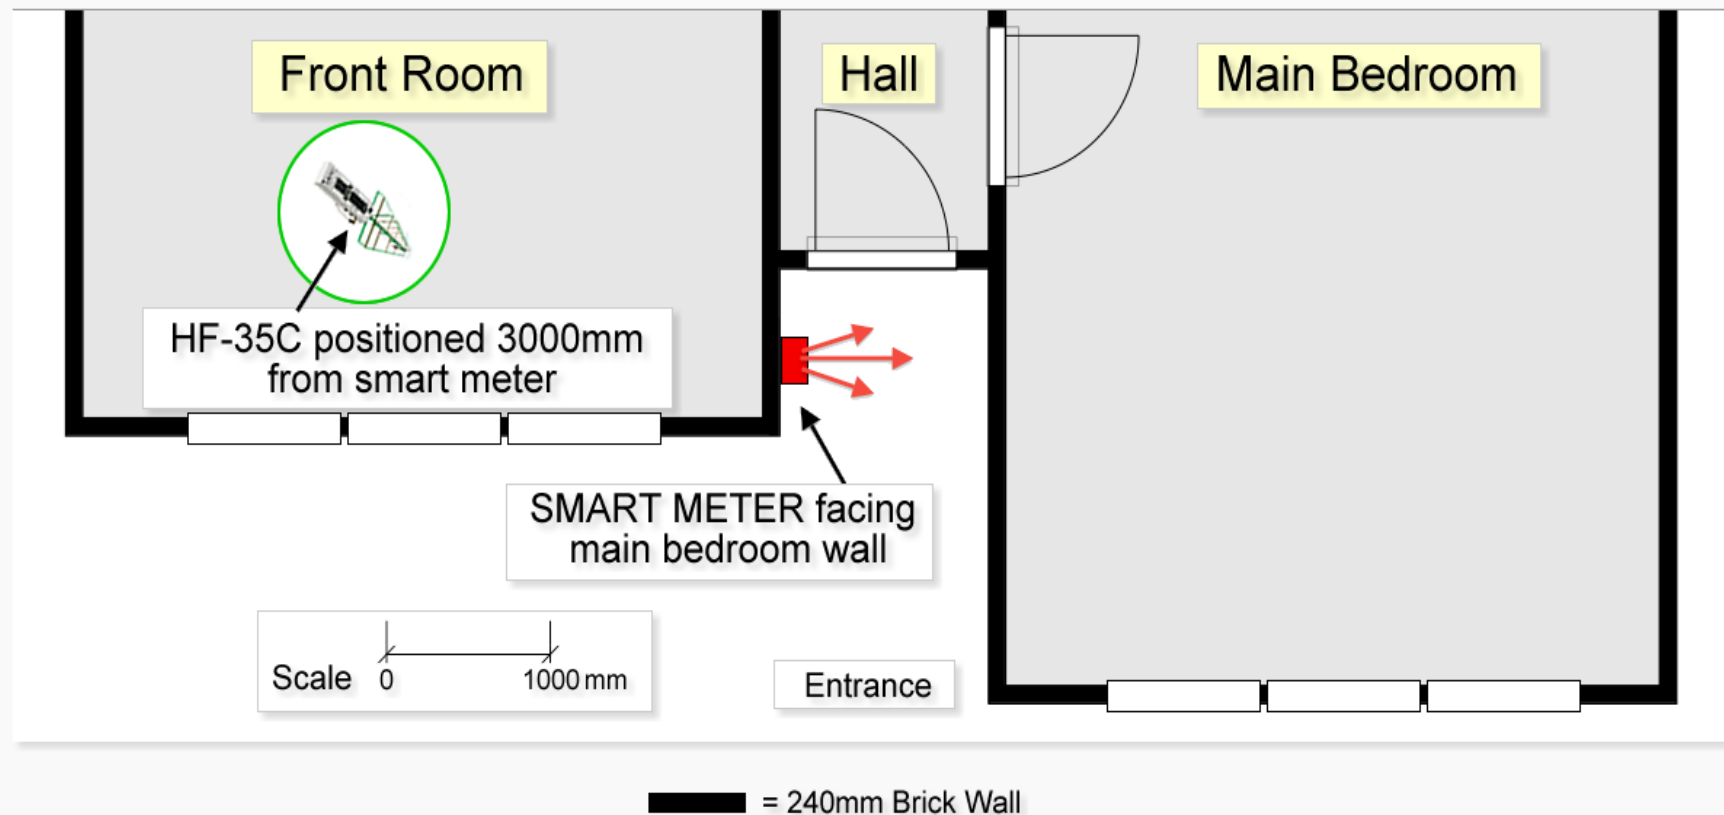 Front Room
Hall
Main Bedroom
HF-35C positioned 3000mm
from smart meter
SMART METER facing
main bedroom wall
Scale 0 1000 mm
Entrance
= 240mm Brick Wall